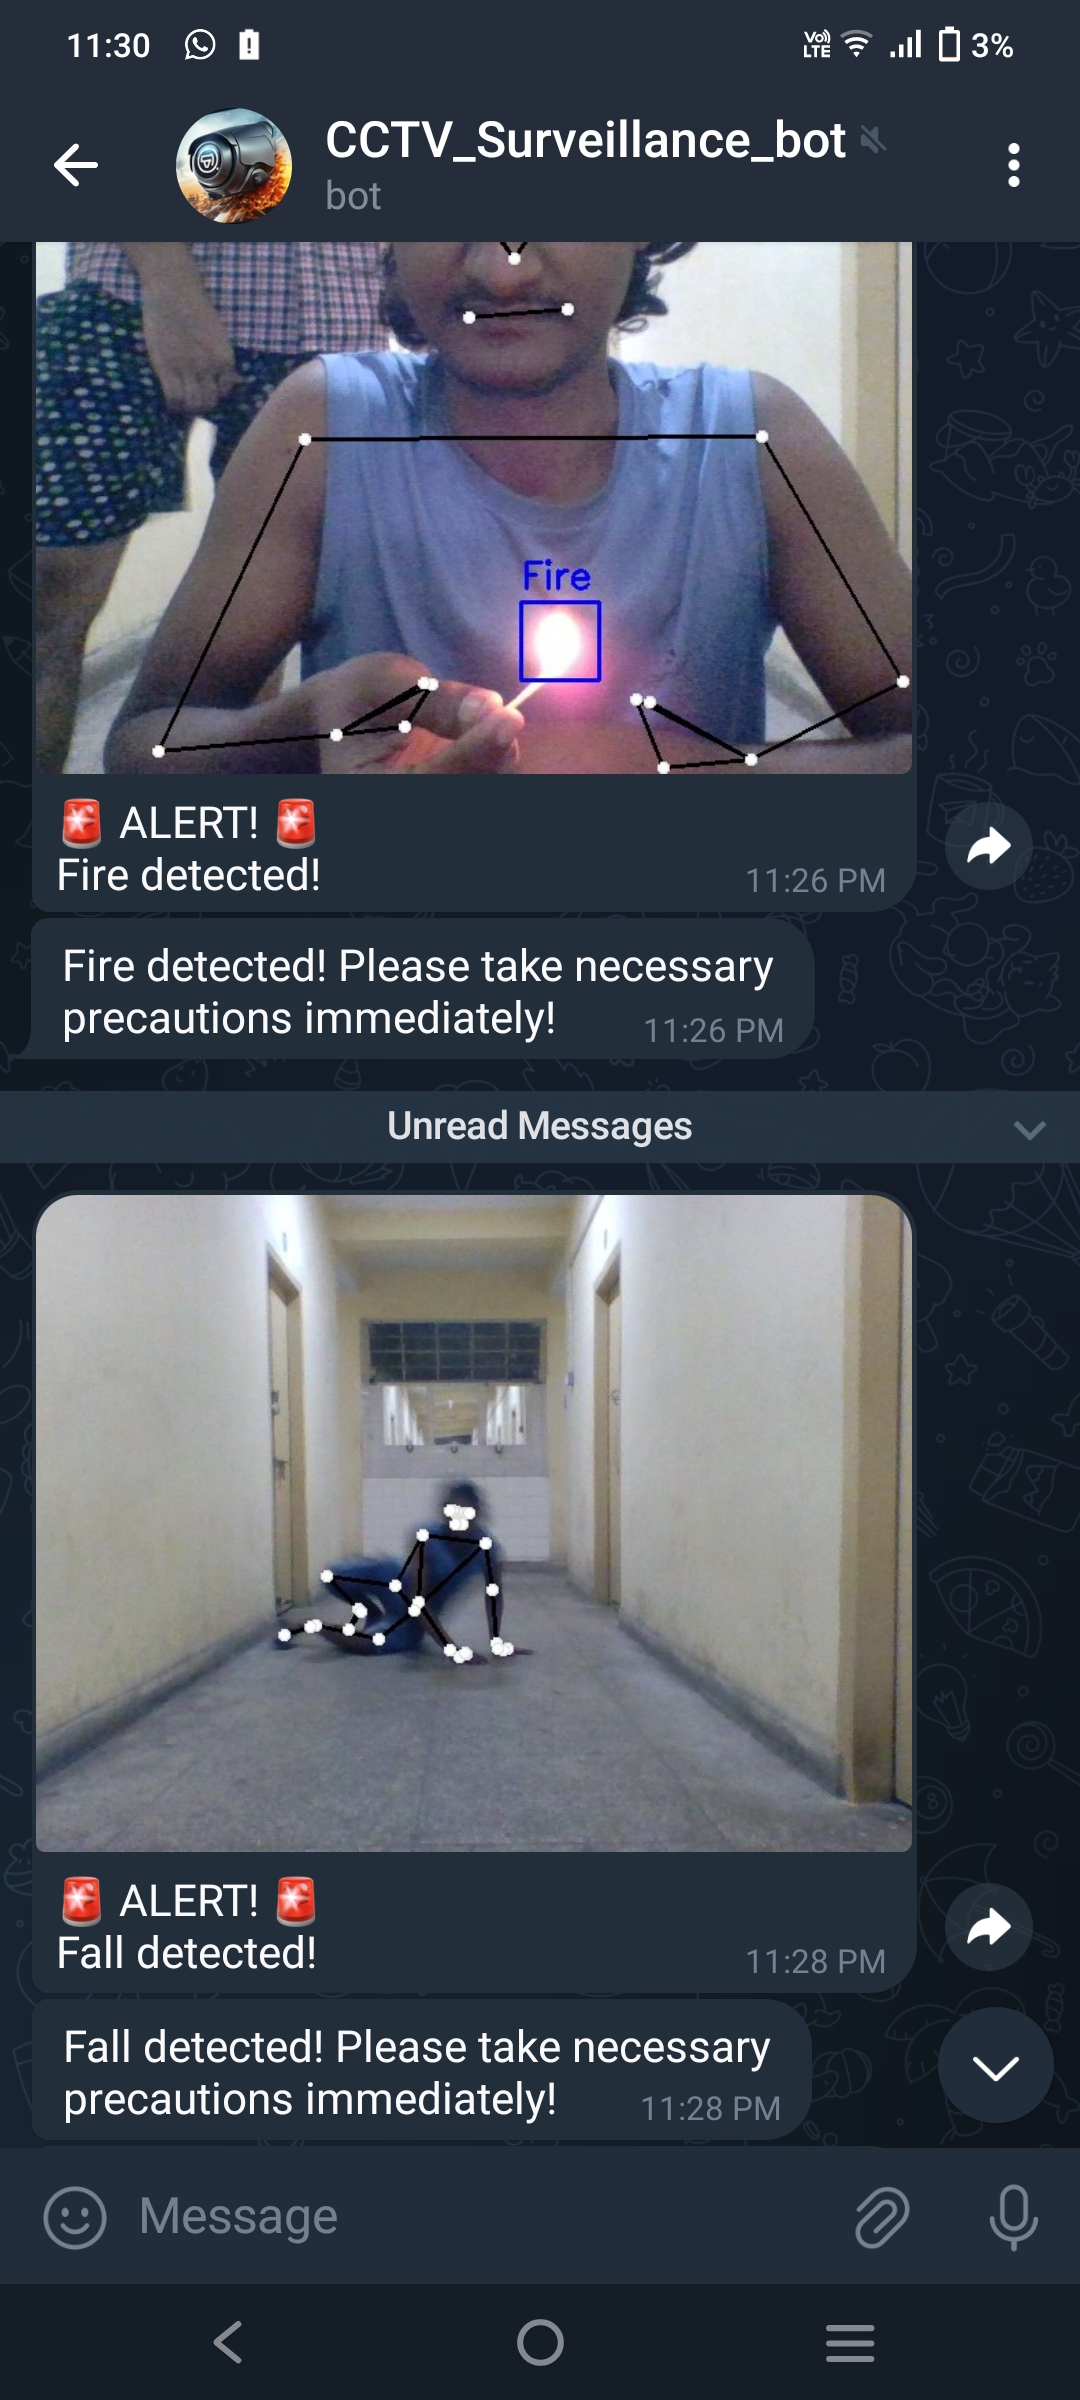 11:30
Vo))
LTE
3%
CCTV_Surveillance_bot
bot
Fire
🚨 ALERT! 🚨
Fire detected!
11:26 PM
Fire detected! Please take necessary
precautions immediately!
11:26 PM
Unread Messages
🚨 ALERT! 🚨
Fall detected!
11:28 PM
Fall detected! Please take necessary
precautions immediately!
11:28 PM
Message